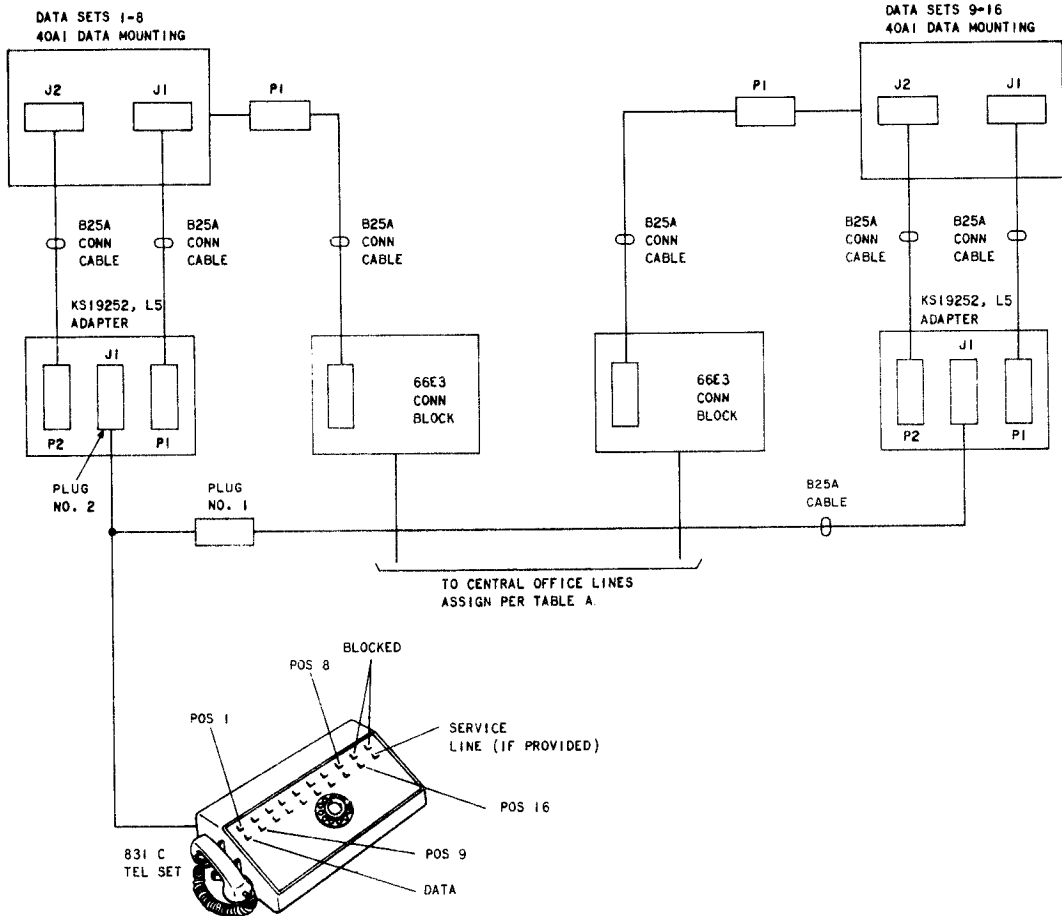 DATA SETS 1-8
40A1 DATA MOUNTING
J2
J1
P1
DATA SETS 9-16
40A1 DATA MOUNTING
P1
J2
J1
B25A
CONN
CABLE
B25A
CONN
CABLE
B25A
CONN
CABLE
B25A
CONN
CABLE
B25A
CONN
CABLE
B25A
CONN
CABLE
KS19252, L5
ADAPTER
J1
P2
P1
66E3
CONN
BLOCK
66E3
CONN
BLOCK
KS19252, L5
ADAPTER
J1
P2
P1
PLUG
NO. 2
PLUG
NO. 1
B25A
CABLE
TO CENTRAL OFFICE LINES
ASSIGN PER TABLE A.
BLOCKED
POS 8
POS 1
SERVICE
LINE (IF PROVIDED)
POS 16
POS 9
DATA
831 C
TEL SET